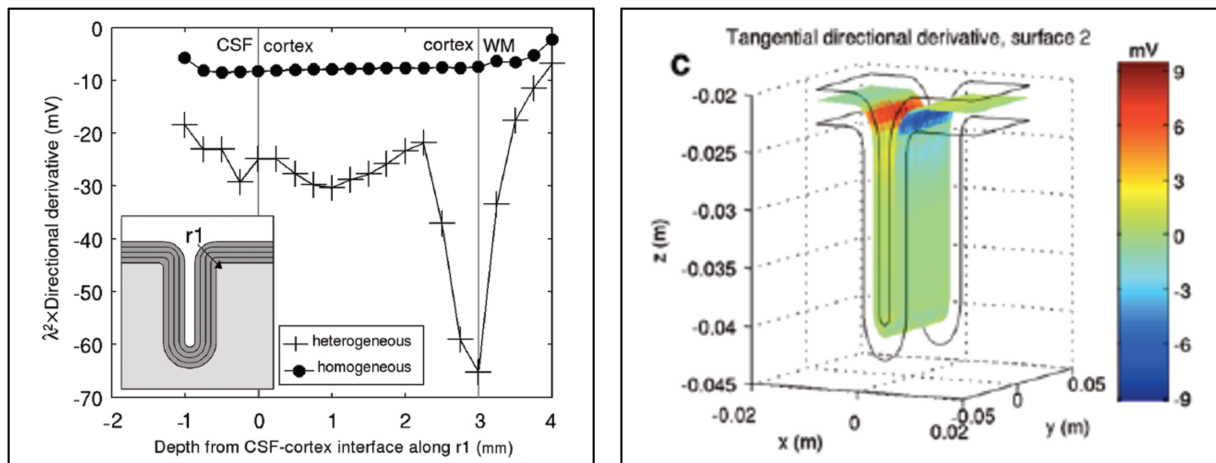 0
-10
-20
-30
-40
-50
-60
-70
λ²×Directional derivative (mV)
CSF cortex
cortex WM
r1
heterogeneous
homogeneous
-2 -1 0 1 2 3 4
Depth from CSF-cortex interface along r1 (mm)
Tangential directional derivative, surface 2
C
mV
-0.02
-0.025
-0.03
-0.035
-0.04
-0.045
z (m)
-0.02
0
0.02
x (m)
-0.05
0
0.05
y (m)
9
6
3
0
-3
-6
-9